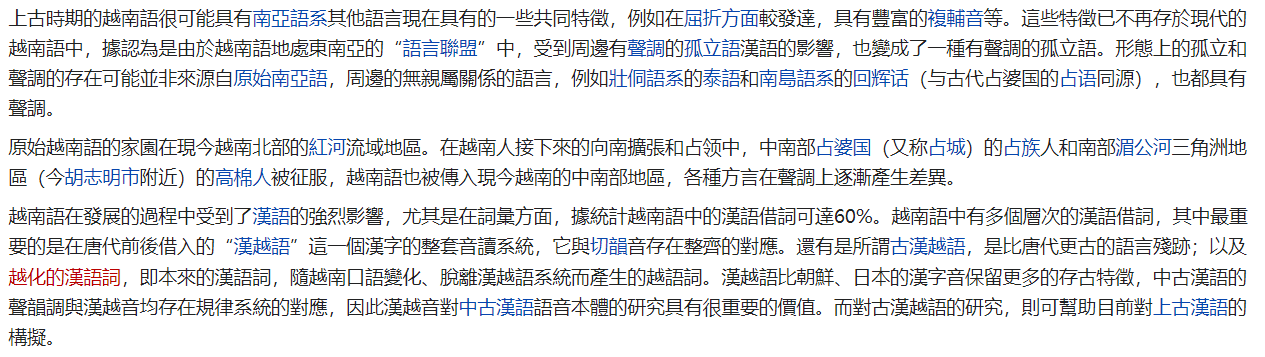 上古時期的越南語很可能具有南亞語系其他語言現在具有的一些共同特徵，例如在屈折方面較發達，具有豐富的複輔音等。這些特徵已不再存於現代的
越南語中，據認為是由於越南語地處東南亞的“語言聯盟”中，受到周邊有聲調的孤立語漢語的影響，也變成了一種有聲調的孤立語。形態上的孤立和
聲調的存在可能並非來源自原始南亞語，周邊的無親屬關係的語言，例如壯侗語系的泰語和南島語系的回辉话（与古代占婆国的占语同源），也都具有
聲調。
原始越南語的家園在現今越南北部的紅河流域地區。在越南人接下來的向南擴張和占领中，中南部占婆国（又称占城）的占族人和南部湄公河三角洲地
區（今胡志明市附近）的高棉人被征服，越南語也被傳入現今越南的中南部地區，各種方言在聲調上逐漸產生差異。
越南語在發展的過程中受到了漢語的強烈影響，尤其是在詞彙方面，據統計越南語中的漢語借詞可達60%。越南語中有多個層次的漢語借詞，其中最重
要的是在唐代前後借入的“漢越語”這一個漢字的整套音讀系統，它與切韻音存在整齊的對應。還有是所謂古漢越語，是比唐代更古的語言殘跡；以及
越化的漢語詞，即本來的漢語詞，隨越南口語變化、脫離漢越語系統而產生的越語詞。漢越語比朝鮮、日本的漢字音保留更多的存古特徵，中古漢語的
聲韻調與漢越音均存在規律系統的對應，因此漢越音對中古漢語語音本體的研究具有很重要的價值。而對古漢越語的研究，則可幫助目前對上古漢語的
構擬。